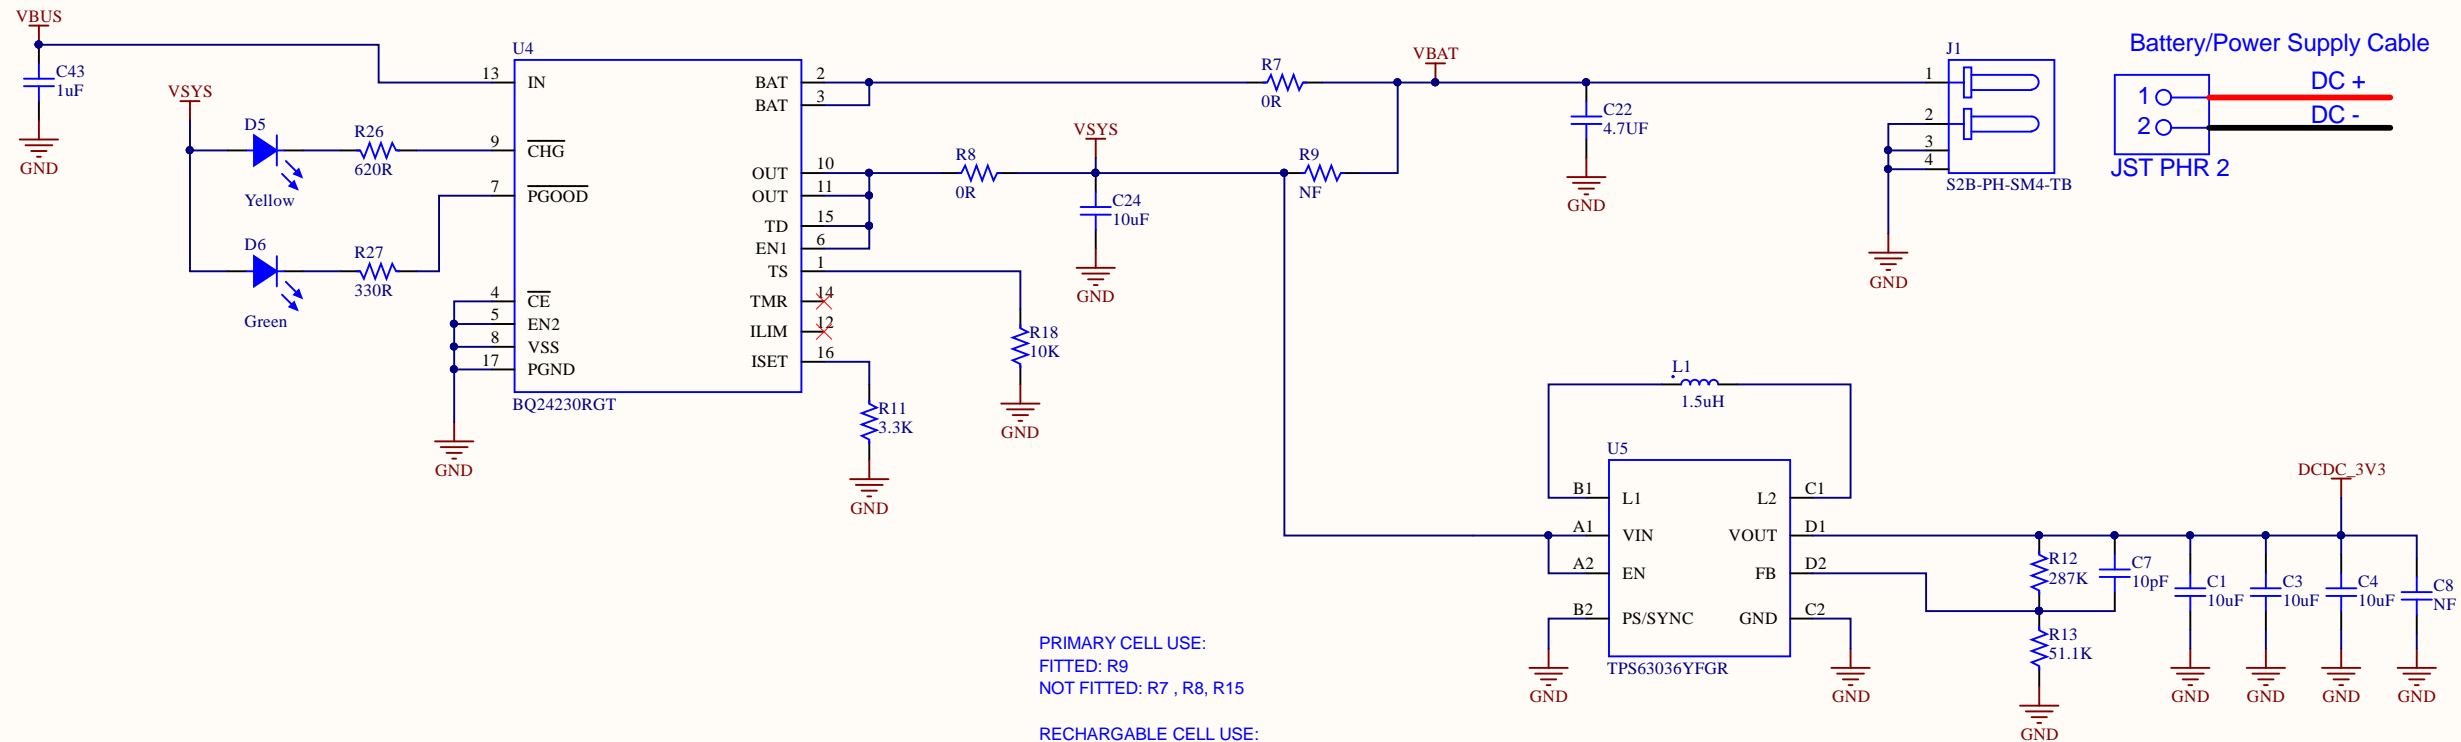 VBUS
C43
1uF
GND
VSYS
D5
Yellow
R26
620R
D6
Green
R27
330R
U4
13 IN
9 CHG
7 PGOOD
4 CE
5 EN2
8 VSS
17 PGND
BAT 2
BAT 3
OUT 10
OUT 11
TD 15
EN1 6
TS 1
TMR 14
ILIM 12
ISET 16
BQ24230RGT
GND
R11
3.3K
GND
R18
10K
GND
R8
0R
VSYS
C24
10uF
GND
R7
0R
R9
NF
VBAT
C22
4.7UF
GND
J1
1
2
3
4
S2B-PH-SM4-TB
GND
Battery/Power Supply Cable
1 DC +
2 DC -
JST PHR 2
L1
1.5uH
U5
B1 L1
A1 VIN
A2 EN
B2 PS/SYNC
L2 C1
VOUT D1
FB D2
GND C2
TPS63036YFGR
GND
GND
R12
287K
C7
10pF
R13
51.1K
GND
C1
10uF
GND
C3
10uF
GND
DCDC_3V3
C4
10uF
GND
C8
NF
GND
PRIMARY CELL USE:
FITTED: R9
NOT FITTED: R7 , R8, R15
RECHARGABLE CELL USE: